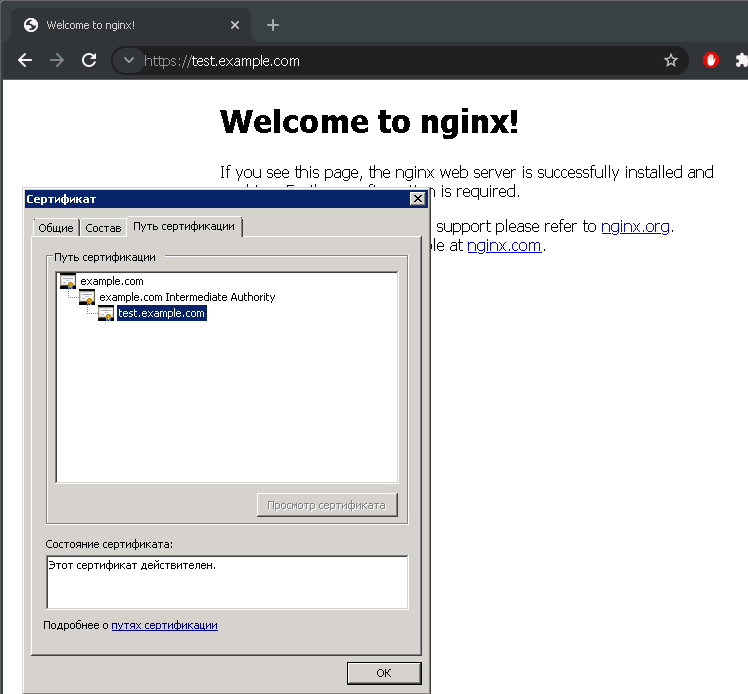 Welcome to nginx!
https://test.example.com
Welcome to nginx!
If you see this page, the nginx web server is successfully installed and
is required.
support please refer to nginx.org.
at nginx.com.
Сертификат
Общие Состав Путь сертификации
Путь сертификации
example.com
example.com Intermediate Authority
test.example.com
Просмотр сертификата
Состояние сертификата:
Этот сертификат действителен.
Подробнее о путях сертификации
OK